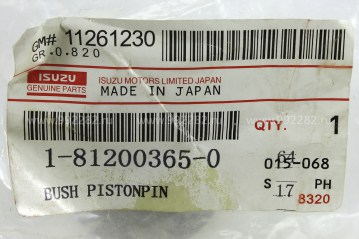 GM# 11261230
GR.0.820
ISUZU
GENUINE PARTS
ISUZU MOTORS LIMITED JAPAN
MADE IN JAPAN
1-81200365-0
QTY. 1
64
015-068
BUSH PISTONPIN
S 17 PH
8320